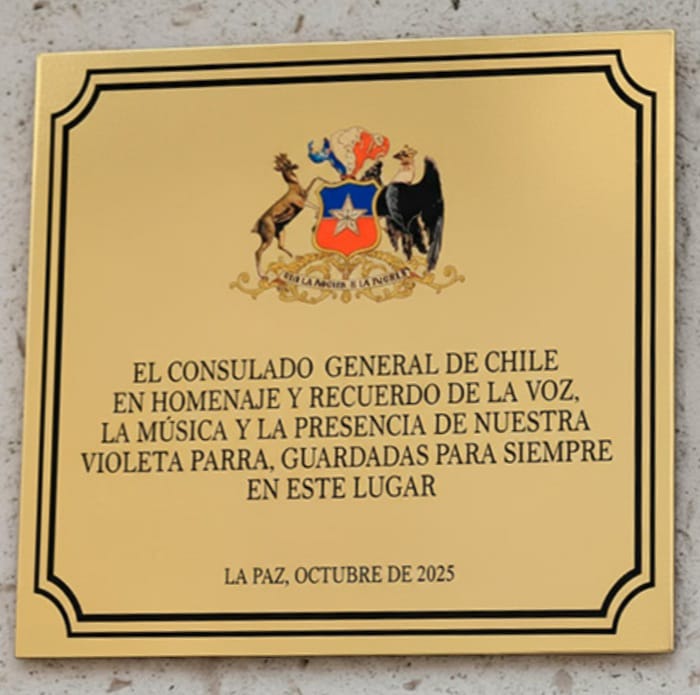 EL CONSULADO GENERAL DE CHILE
EN HOMENAJE Y RECUERDO DE LA VOZ,
LA MÚSICA Y LA PRESENCIA DE NUESTRA
VIOLETA PARRA, GUARDADAS PARA SIEMPRE
EN ESTE LUGAR
LA PAZ, OCTUBRE DE 2025